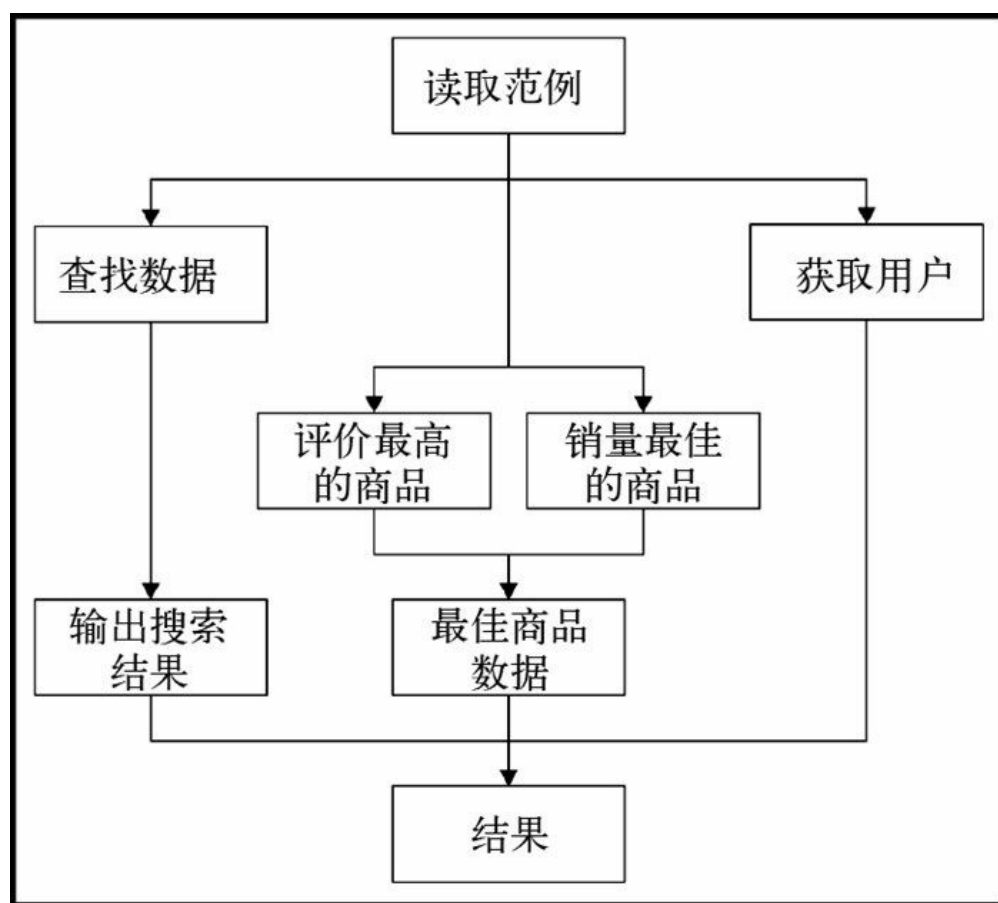 读取范例
查找数据
获取用户
评价最高
的商品
销量最佳
的商品
输出搜索
结果
最佳商品
数据
结果